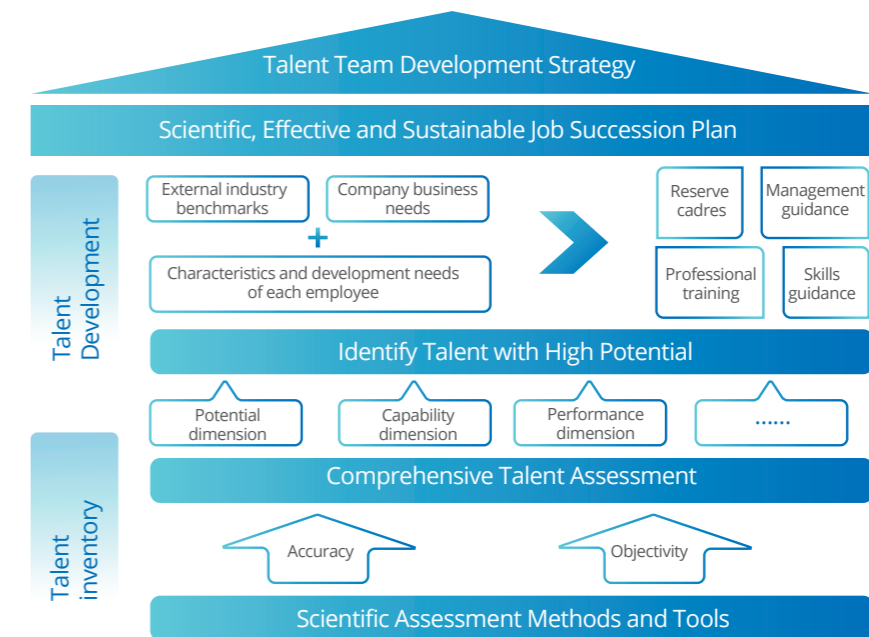 Talent Team Development Strategy
Scientific, Effective and Sustainable Job Succession Plan
Talent
Development
External industry
benchmarks
Company business
needs
+
Characteristics and development needs
of each employee
Reserve
cadres
Management
guidance
Professional
training
Skills
guidance
Identify Talent with High Potential
Potential
dimension
Capability
dimension
Performance
dimension
......
Talent
inventory
Comprehensive Talent Assessment
Accuracy
Objectivity
Scientific Assessment Methods and Tools